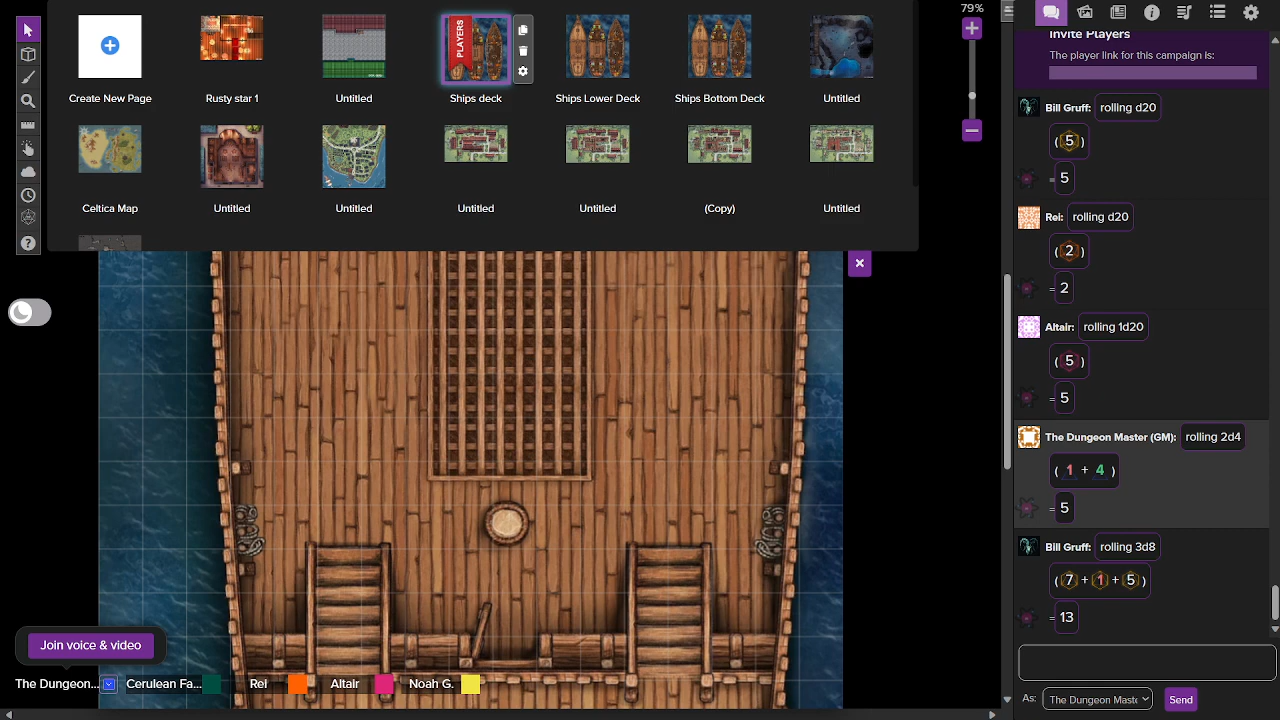 79%
PLAYERS
Create New Page
Rusty star 1
Untitled
Ships deck
Ships Lower Deck
Ships Bottom Deck
Untitled
Celtica Map
Untitled
Untitled
Untitled
Untitled
(Copy)
Untitled
Join voice & video
The Dungeon...
Cerulean Fa...
Rei
Altair
Noah G.
Invite Players
The player link for this campaign is:
Bill Gruff: rolling d20
(5)
=5
Rei: rolling d20
(2)
=2
Altair: rolling 1d20
(5)
=5
The Dungeon Master (GM): rolling 2d4
(1+4)
=5
Bill Gruff: rolling 3d8
(7+1+5)
=13
As: The Dungeon Maste
Send